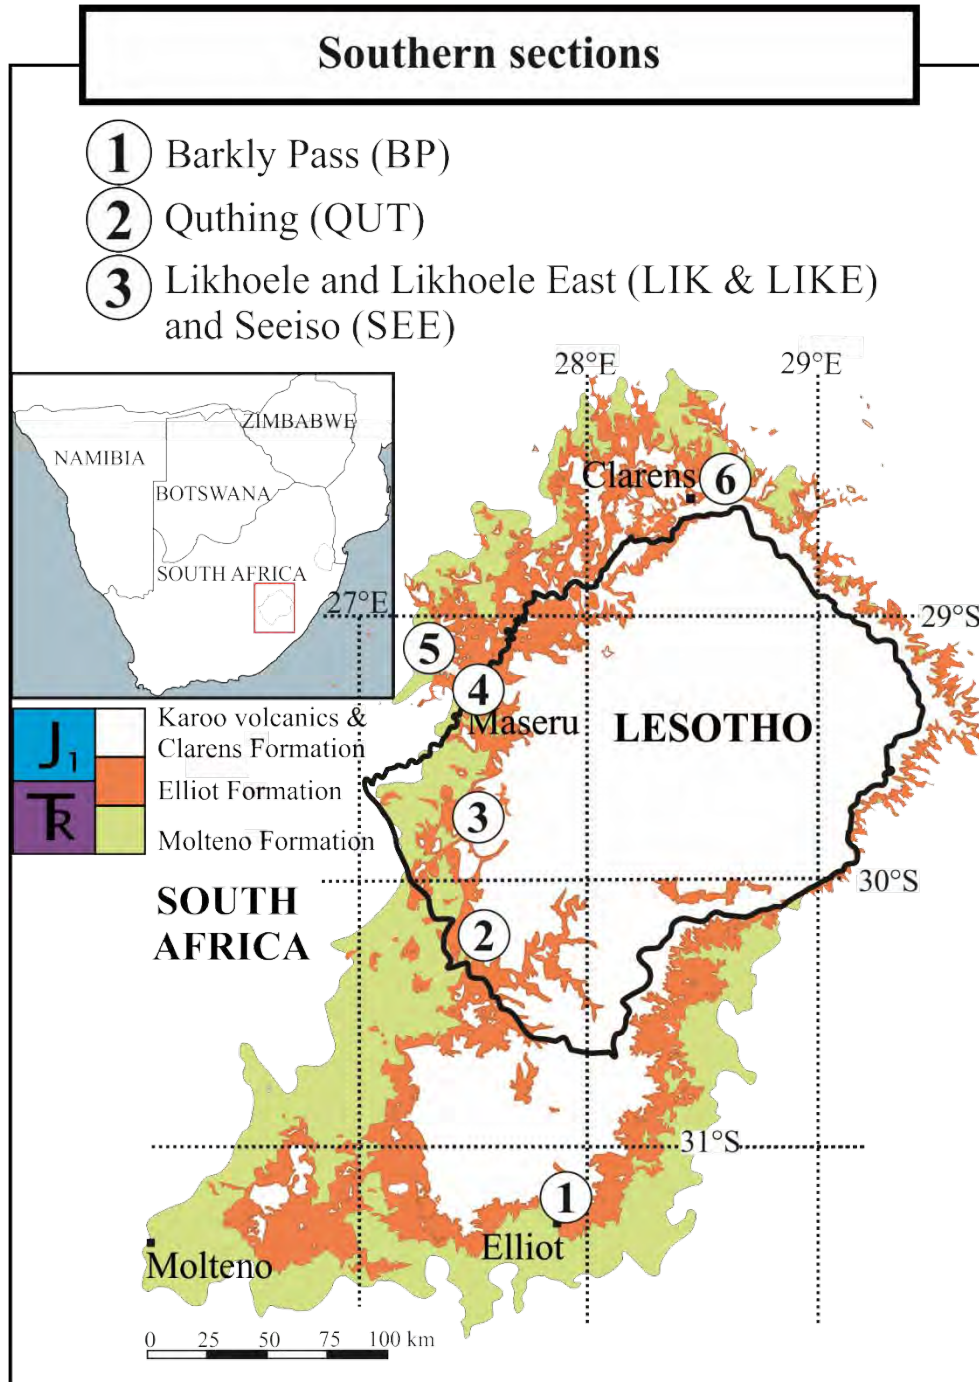 Southern sections
1 Barkly Pass (BP)
2 Quthing (QUT)
3 Likhoele and Likhoele East (LIK & LIKE)
and Seeiso (SEE)
28°E
29°E
ZIMBABWE
NAMIBIA
BOTSWANA
SOUTH AFRICA
Clarens
6
27°E
29°S
5
4
Maseru
LESOTHO
J1
Karoo volcanics &
Clarens Formation
Elliot Formation
TR
Molteno Formation
3
30°S
SOUTH
AFRICA
2
31°S
1
Elliot
Molteno
0 25 50 75 100 km